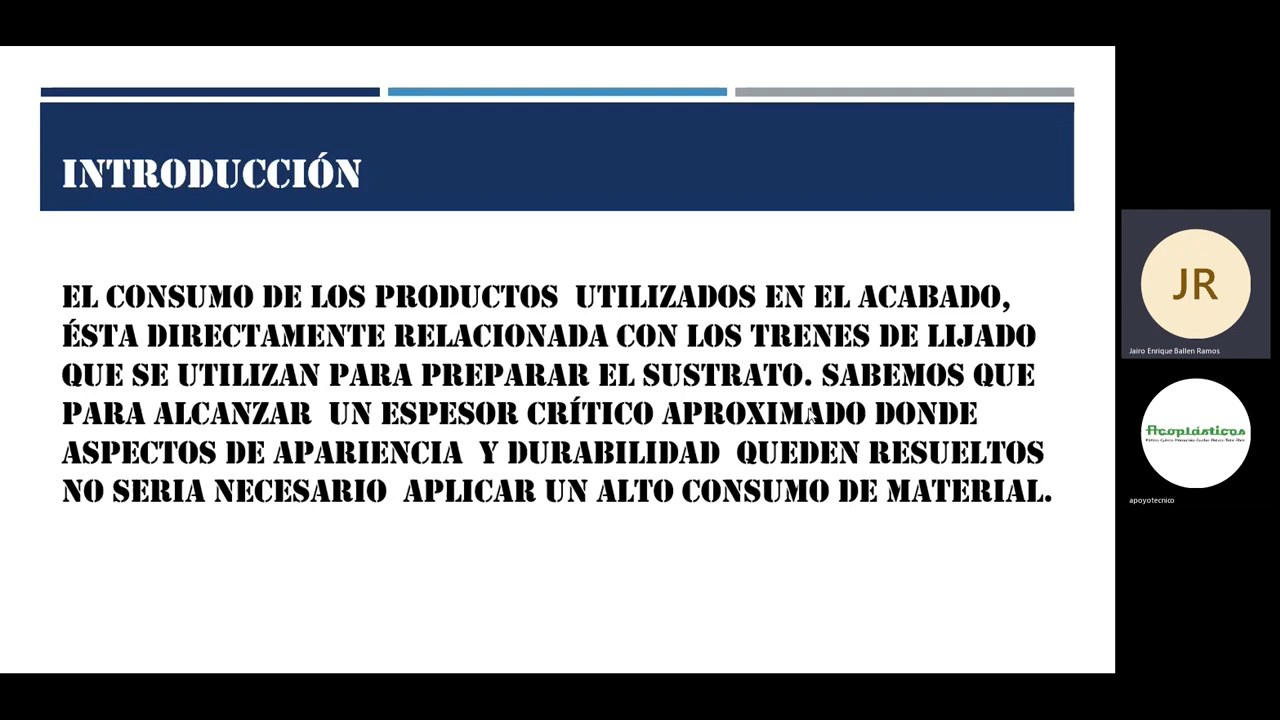 INTRODUCCIÓN
EL CONSUMO DE LOS PRODUCTOS UTILIZADOS EN EL ACABADO,
ÉSTA DIRECTAMENTE RELACIONADA CON LOS TRENES DE LIJADO
QUE SE UTILIZAN PARA PREPARAR EL SUSTRATO. SABEMOS QUE
PARA ALCANZAR UN ESPESOR CRÍTICO APROXIMADO DONDE
ASPECTOS DE APARIENCIA Y DURABILIDAD QUEDEN RESUELTOS
NO SERIA NECESARIO APLICAR UN ALTO CONSUMO DE MATERIAL.
JR
Jairo Enrique Ballen Ramos
Acoplásticos
apoyotecnico